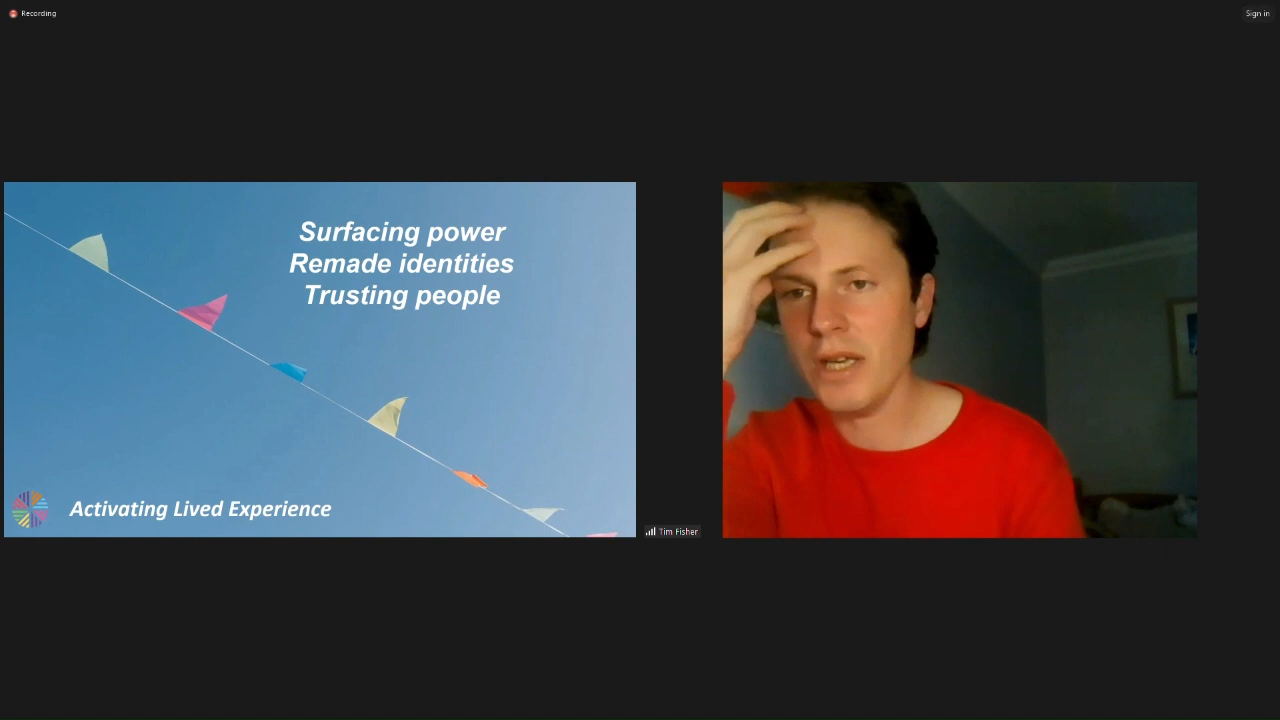 Recording
Sign in
Surfacing power
Remade identities
Trusting people
Activating Lived Experience
Tim Fisher